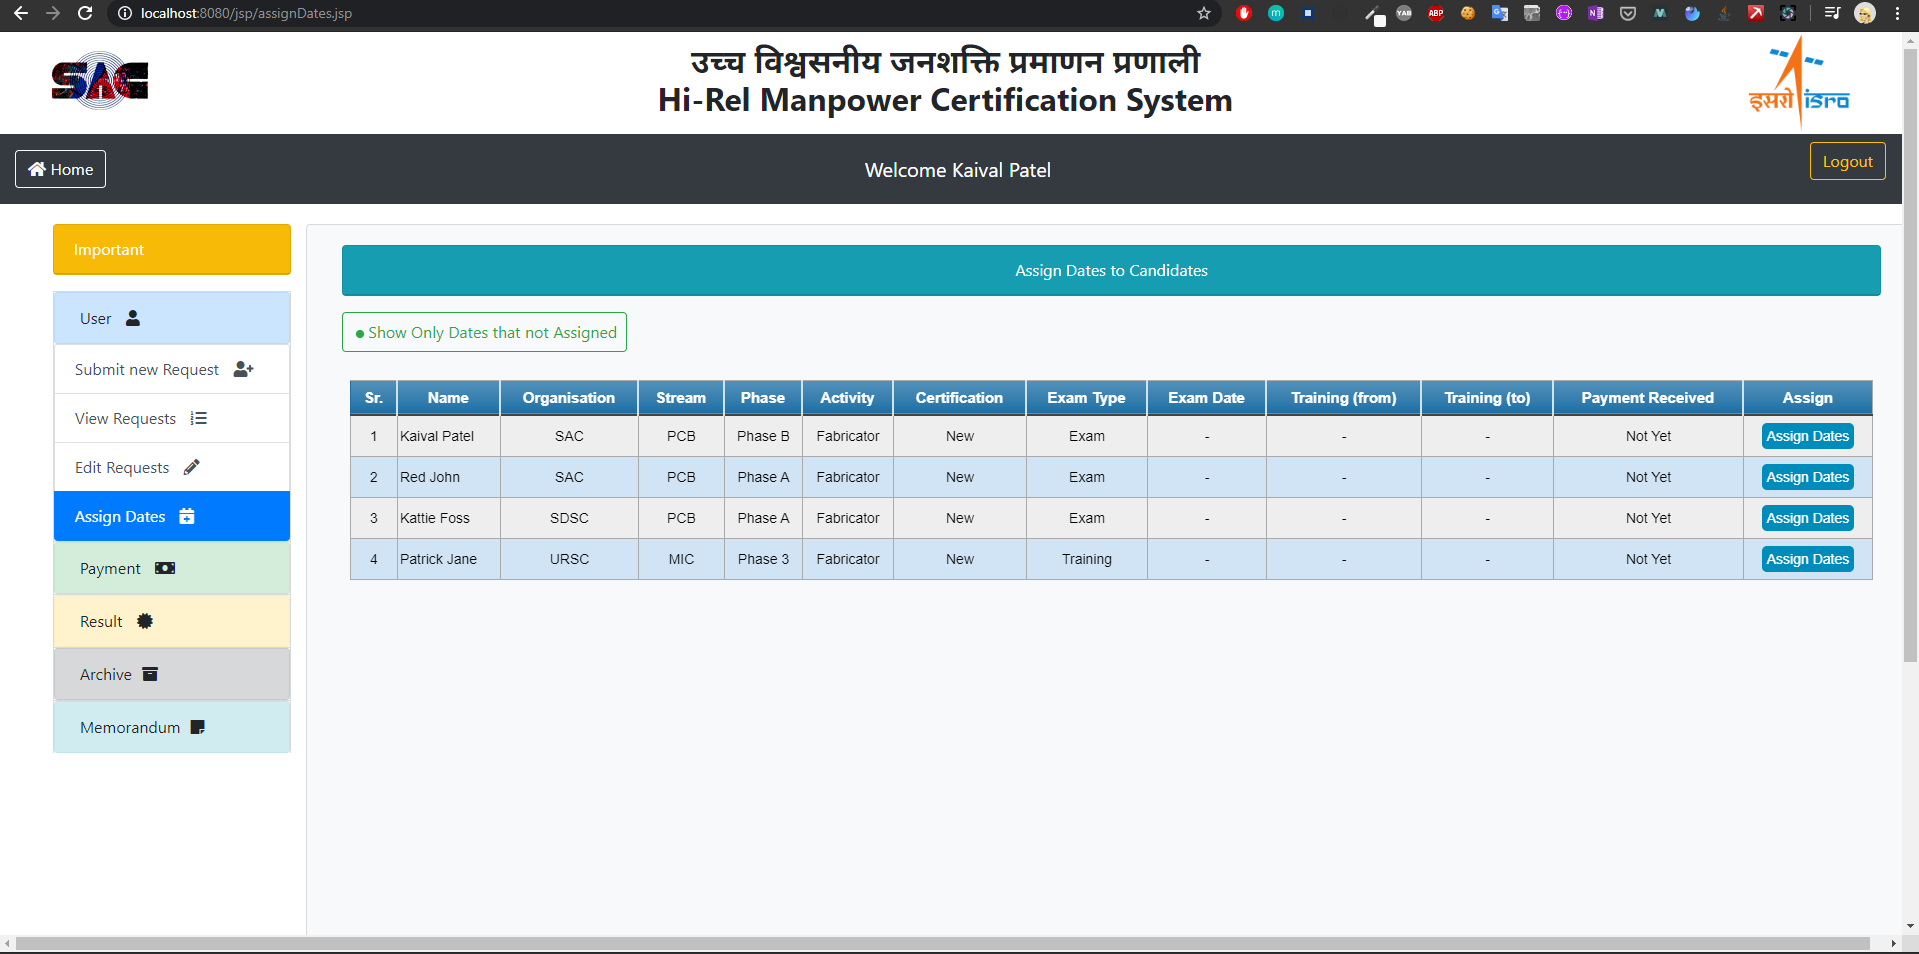 localhost:8080/jsp/assignDates.jsp
SAC
उच्च विश्वसनीय जनशक्ति प्रमाणन प्रणाली
Hi-Rel Manpower Certification System
इसरो isro
Home
Welcome Kaival Patel
Logout
Important
User
Submit new Request
View Requests
Edit Requests
Assign Dates
Payment
Result
Archive
Memorandum
Assign Dates to Candidates
Show Only Dates that not Assigned
Sr. Name Organisation Stream Phase Activity Certification Exam Type Exam Date Training (from) Training (to) Payment Received Assign
1 Kaival Patel SAC PCB Phase B Fabricator New Exam - - - Not Yet Assign Dates
2 Red John SAC PCB Phase A Fabricator New Exam - - - Not Yet Assign Dates
3 Kattie Foss SDSC PCB Phase A Fabricator New Exam - - - Not Yet Assign Dates
4 Patrick Jane URSC MIC Phase 3 Fabricator New Training - - - Not Yet Assign Dates